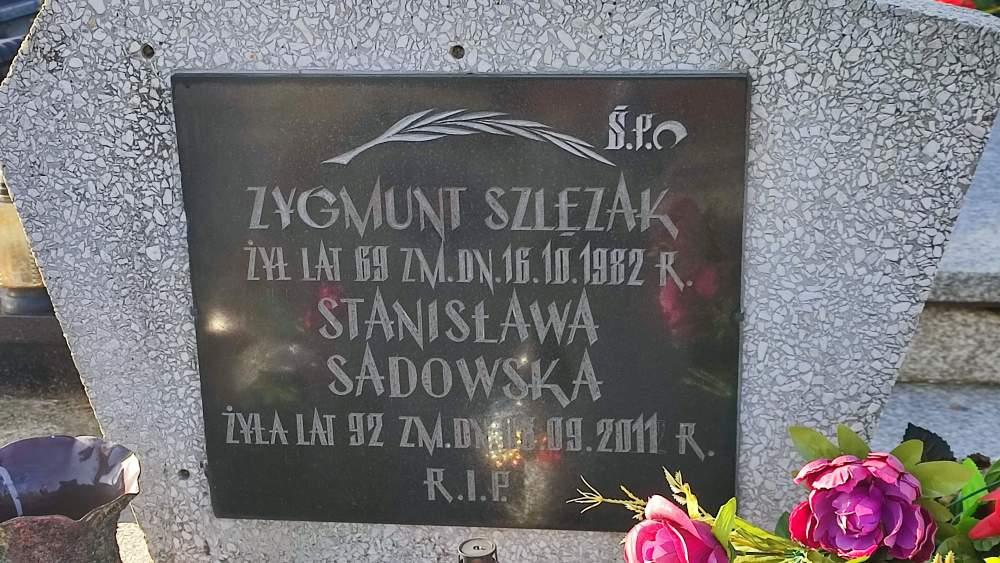 Ś.P.
ZYGMUNT SZLĘZAK
ŻYŁ LAT 69 ZM.DN.16.10.1982 R.
STANISŁAWA
SADOWSKA
ŻYŁA LAT 92 ZM.DN. .09.2011 R.
R.I.P.